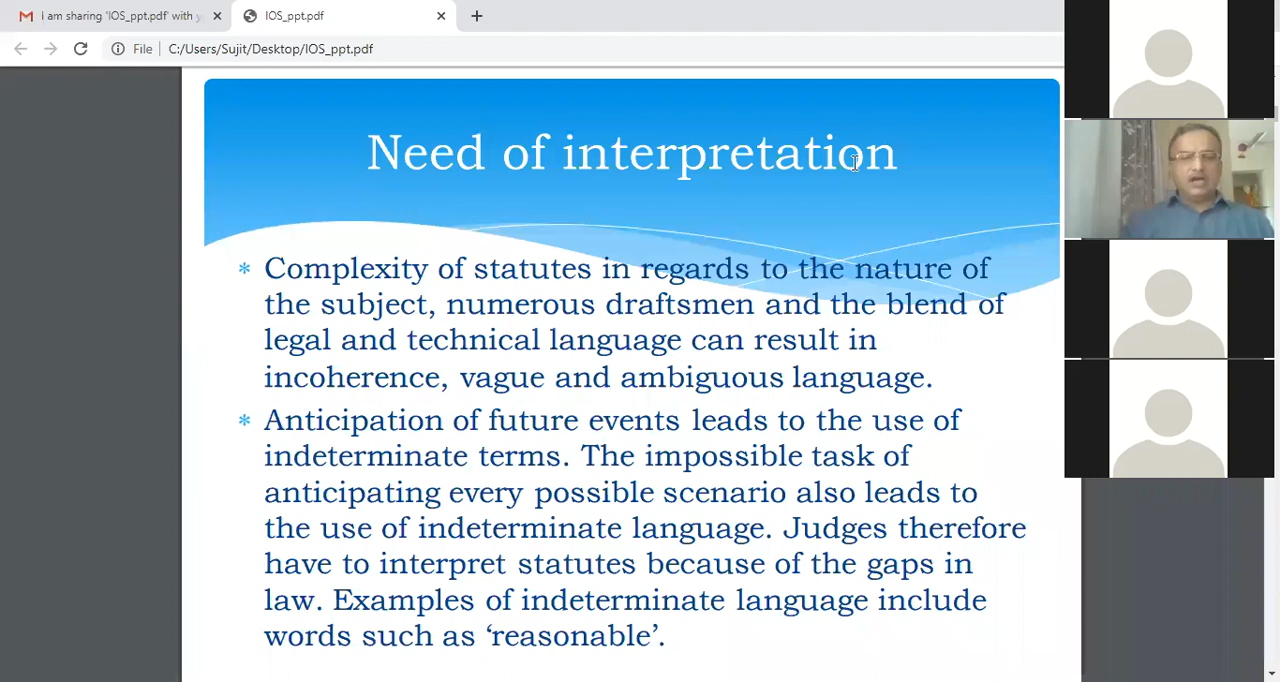 I am sharing 'IOS_ppt.pdf' with
IOS_ppt.pdf
File
C:/Users/Sujit/Desktop/IOS_ppt.pdf
Need of interpretation
* Complexity of statutes in regards to the nature of
the subject, numerous draftsmen and the blend of
legal and technical language can result in
incoherence, vague and ambiguous language.
* Anticipation of future events leads to the use of
indeterminate terms. The impossible task of
anticipating every possible scenario also leads to
the use of indeterminate language. Judges therefore
have to interpret statutes because of the gaps in
law. Examples of indeterminate language include
words such as ‘reasonable’.